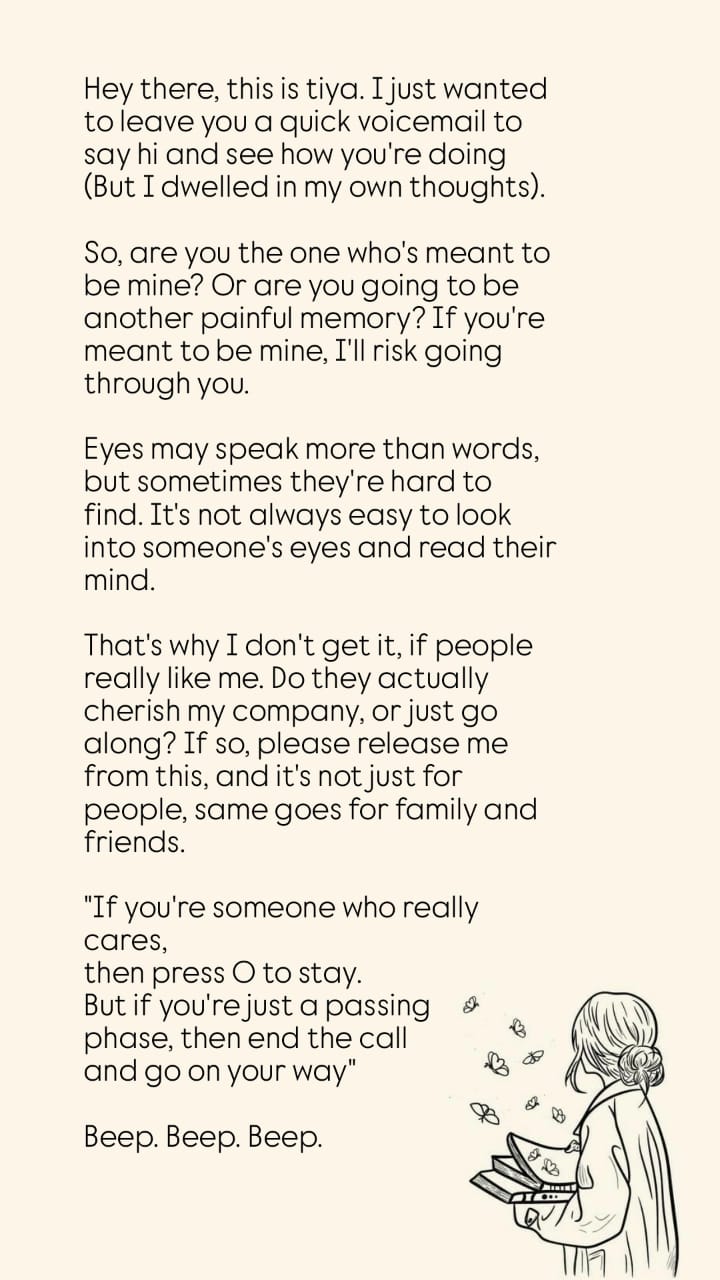 Hey there, this is tiya. I just wanted
to leave you a quick voicemail to
say hi and see how you're doing
(But I dwelled in my own thoughts).
So, are you the one who's meant to
be mine? Or are you going to be
another painful memory? If you're
meant to be mine, I'll risk going
through you.
Eyes may speak more than words,
but sometimes they're hard to
find. It's not always easy to look
into someone's eyes and read their
mind.
That's why I don't get it, if people
really like me. Do they actually
cherish my company, or just go
along? If so, please release me
from this, and it's not just for
people, same goes for family and
friends.
"If you're someone who really
cares,
then press O to stay.
But if you're just a passing
phase, then end the call
and go on your way"
Beep. Beep. Beep.